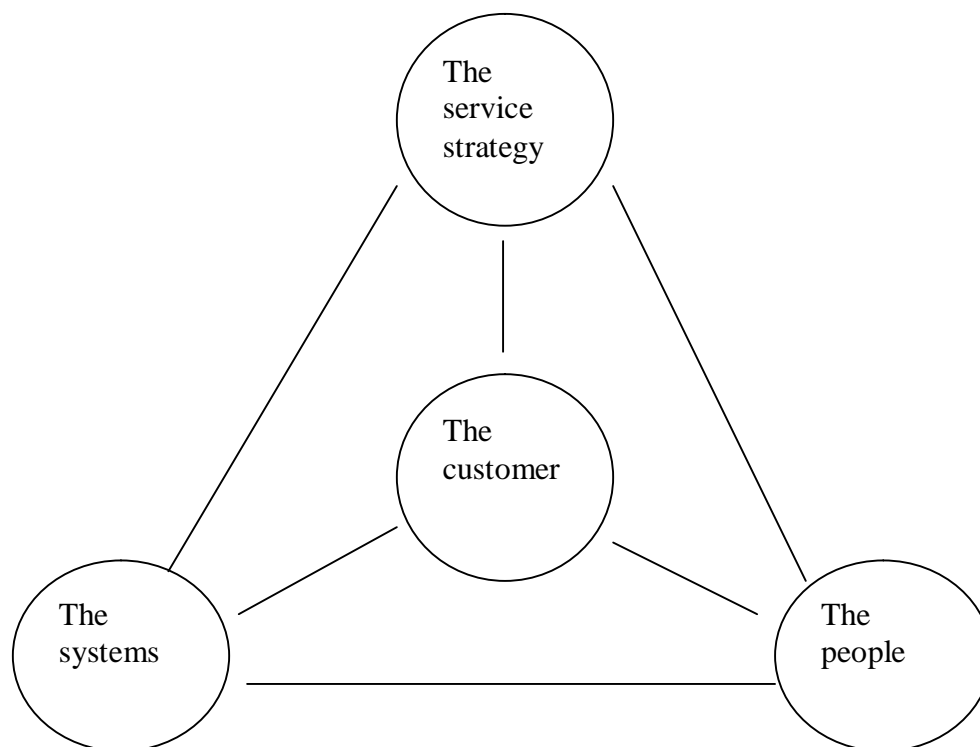 The
service
strategy
The
customer
The
systems
The
people